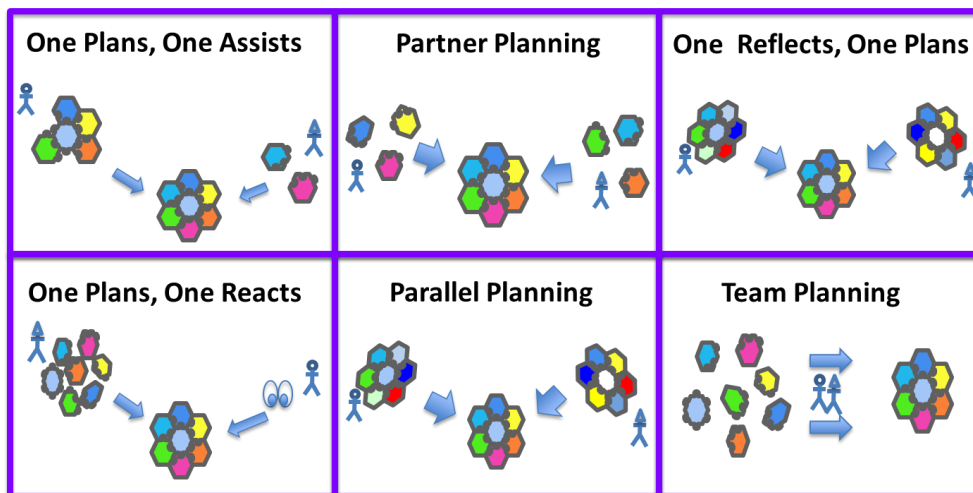 One Plans, One Assists
Partner Planning
One Reflects, One Plans
One Plans, One Reacts
Parallel Planning
Team Planning